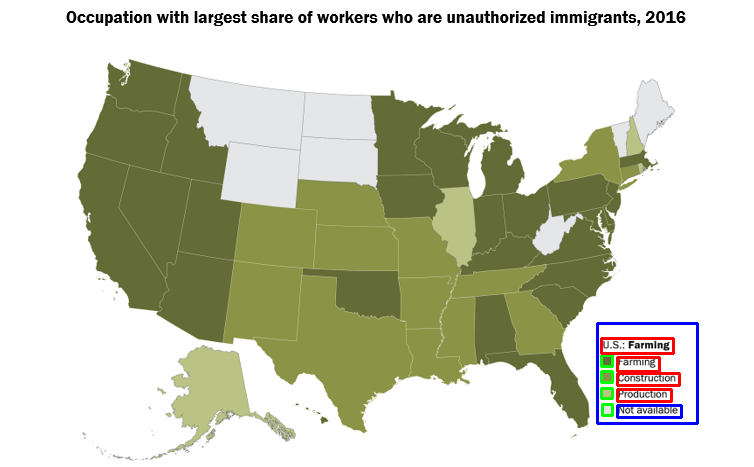 Occupation with largest share of workers who are unauthorized immigrants, 2016
U.S.: Farming
Farming
Construction
Production
Not available